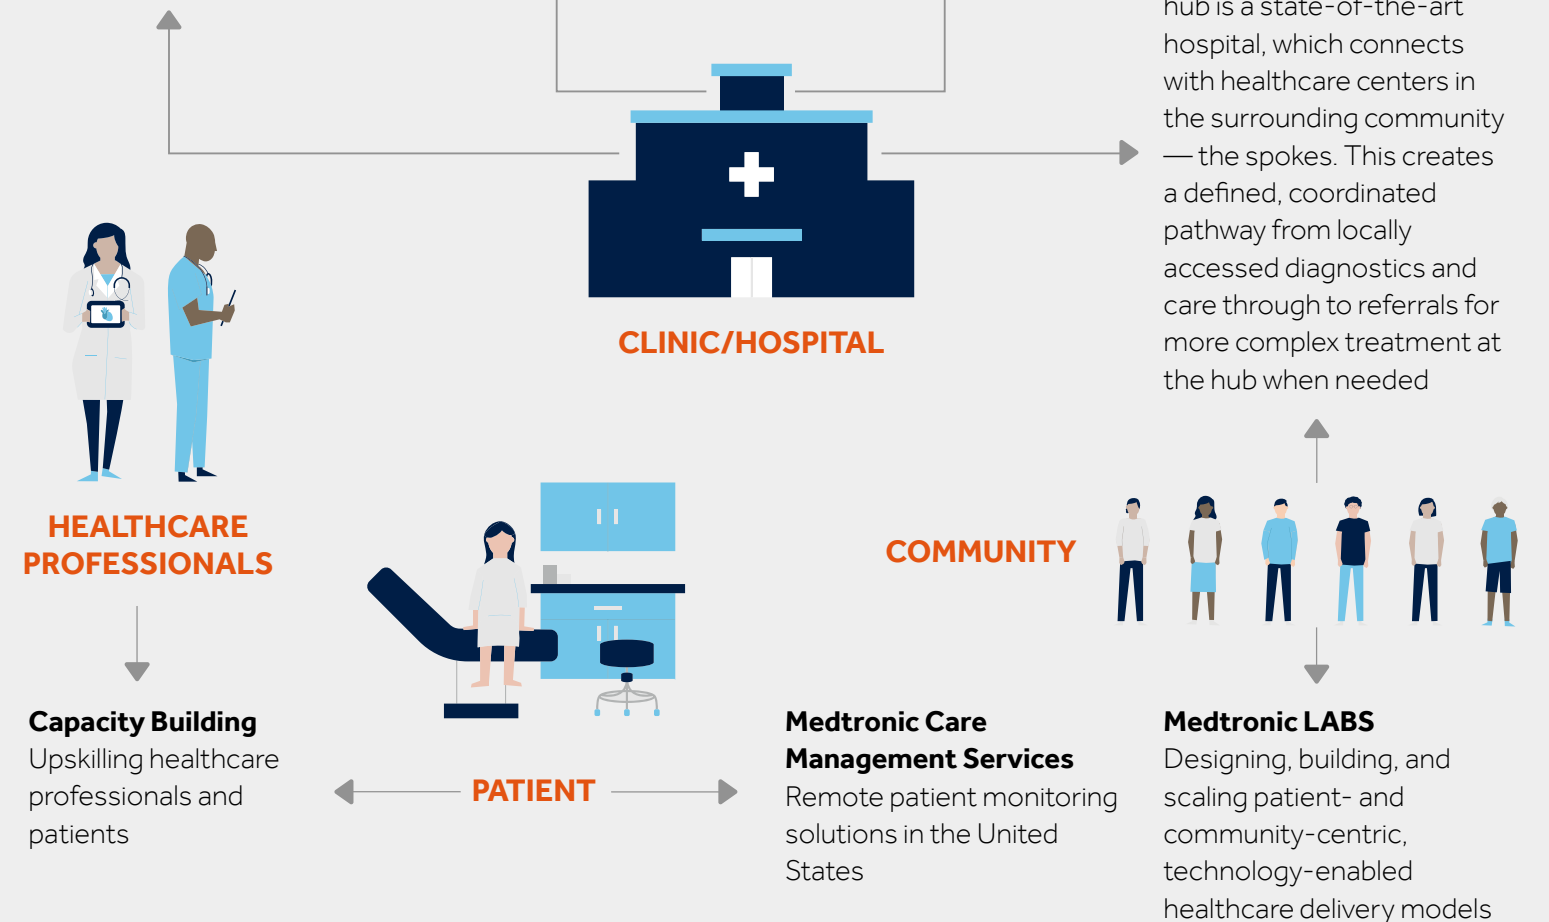 hub is a state-of-the-art
hospital, which connects
with healthcare centers in
the surrounding community
— the spokes. This creates
a defined, coordinated
pathway from locally
accessed diagnostics and
care through to referrals for
more complex treatment at
the hub when needed
CLINIC/HOSPITAL
HEALTHCARE
PROFESSIONALS
COMMUNITY
Capacity Building
Upskilling healthcare
professionals and
patients
PATIENT
Medtronic Care
Management Services
Remote patient monitoring
solutions in the United
States
Medtronic LABS
Designing, building, and
scaling patient- and
community-centric,
technology-enabled
healthcare delivery models